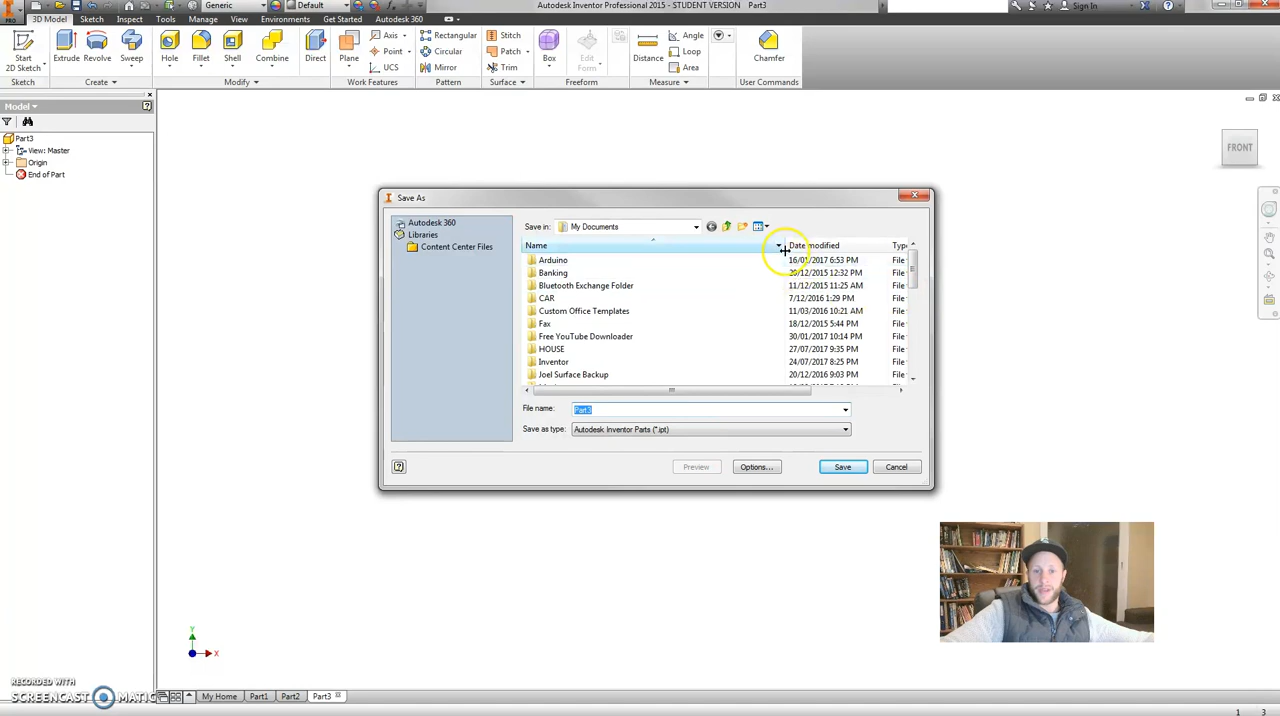 Generic
Default
Autodesk Inventor Professional 2015 - STUDENT VERSION Part3
Sign In
3D Model Sketch Inspect Tools Manage View Environments Get Started Autodesk 360
Start
2D Sketch
Extrude
Revolve
Sweep
Hole
Fillet
Shell
Combine
Direct
Plane
Axis
Point
UCS
Rectangular
Circular
Mirror
Stitch
Patch
Trim
Box
Edit
Form
Distance
Angle
Loop
Area
Chamfer
Sketch Create Modify Work Features Pattern Surface Freeform Measure User Commands
Model
Part3
View: Master
Origin
End of Part
FRONT
Save As
Autodesk 360
Libraries
Content Center Files
Save in: My Documents
Name Date modified Type
Arduino 16/01/2017 6:53 PM File
Banking 20/12/2015 12:32 PM File
Bluetooth Exchange Folder 11/12/2015 11:25 AM File
CAR 7/12/2016 1:29 PM File
Custom Office Templates 11/03/2016 10:21 AM File
Fax 18/12/2015 5:44 PM File
Free YouTube Downloader 30/01/2017 10:14 PM File
HOUSE 27/07/2017 9:35 PM File
Inventor 24/07/2017 8:25 PM File
Joel Surface Backup 20/12/2016 9:03 PM File
File name: Part3
Save as type: Autodesk Inventor Parts (*.ipt)
Preview Options... Save Cancel
Y
X
RECORDED WITH
SCREENCAST MATIC
My Home Part1 Part2 Part3
1 3